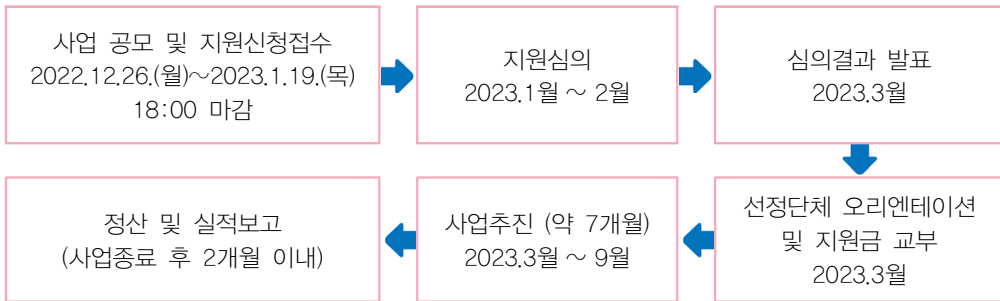 사업 공모 및 지원신청접수
2022.12.26.(월)～2023.1.19.(목)
18:00 마감
지원심의
2023.1월 ～ 2월
심의결과 발표
2023.3월
선정단체 오리엔테이션
및 지원금 교부
2023.3월
사업추진 (약 7개월)
2023.3월 ～ 9월
정산 및 실적보고
(사업종료 후 2개월 이내)